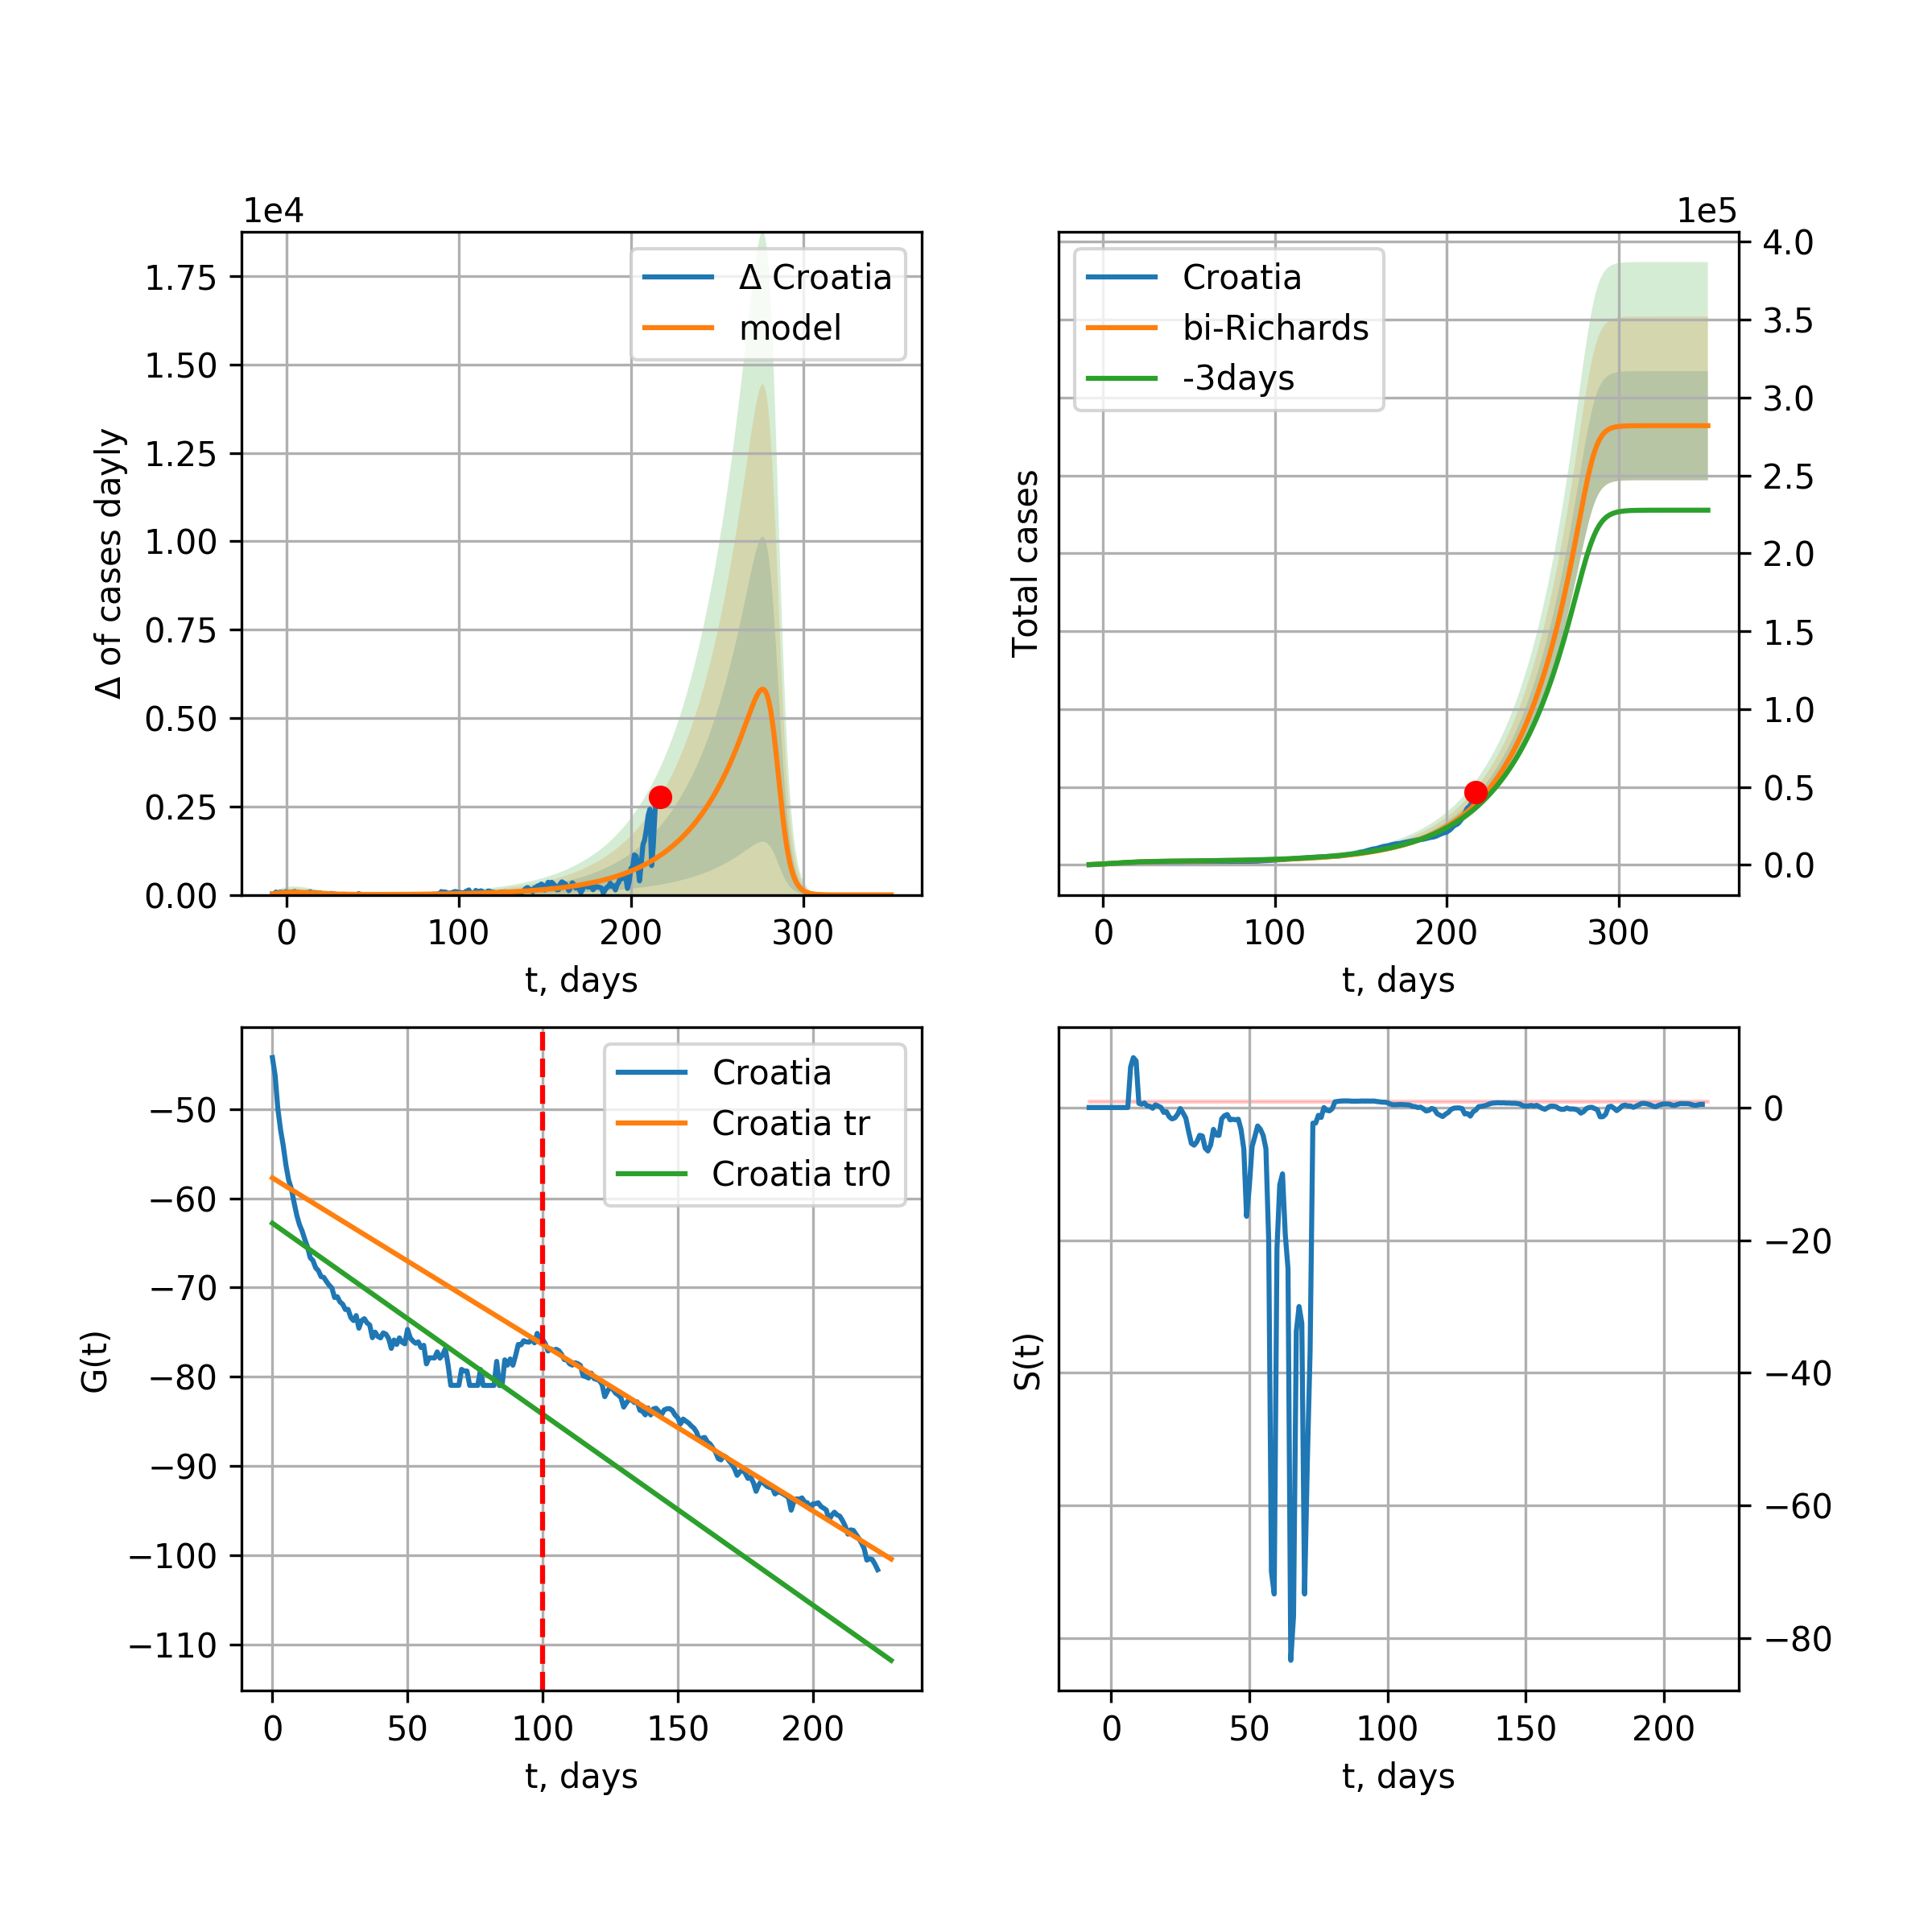 1e4
Δ of cases dayly
1.75
1.50
1.25
1.00
0.75
0.50
0.25
0.00
Δ Croatia
model
0 100 200 300
t, days
1e5
Total cases
Croatia
bi-Richards
-3days
4.0
3.5
3.0
2.5
2.0
1.5
1.0
0.5
0.0
0 100 200 300
t, days
G(t)
−50
−60
−70
−80
−90
−100
−110
Croatia
Croatia tr
Croatia tr0
0 50 100 150 200
t, days
S(t)
0
−20
−40
−60
−80
0 50 100 150 200
t, days